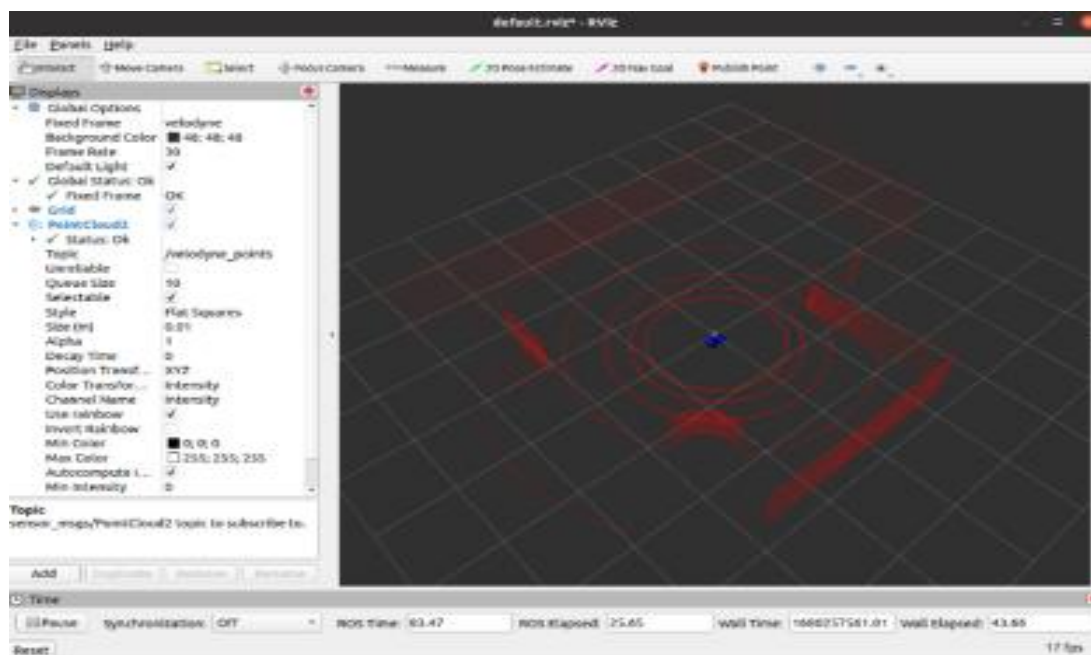 default.rviz* - RViz
File Panels Help
Interact Move Camera Select Focus Camera Measure 2D Pose Estimate 2D Nav Goal Publish Point
Displays
Global Options
Fixed Frame velodyne
Background Color 48; 48; 48
Frame Rate 30
Default Light
Global Status: Ok
Fixed Frame OK
Grid
PointCloud2
Status: Ok
Topic /velodyne_points
Unreliable
Queue Size 10
Selectable
Style Flat Squares
Size (m) 0.01
Alpha 1
Decay Time 0
Position Transf... XYZ
Color Transfor... Intensity
Channel Name intensity
Use rainbow
Invert Rainbow
Min Color 0; 0; 0
Max Color 255; 255; 255
Autocompute I...
Min Intensity 0
Topic
sensor_msgs/PointCloud2 topic to subscribe to.
Add Duplicate Remove Rename
Time
Pause Synchronization: Off ROS Time: 83.47 ROS Elapsed: 25.65 Wall Time: 1680257561.01 Wall Elapsed: 43.66
Reset 17 fps